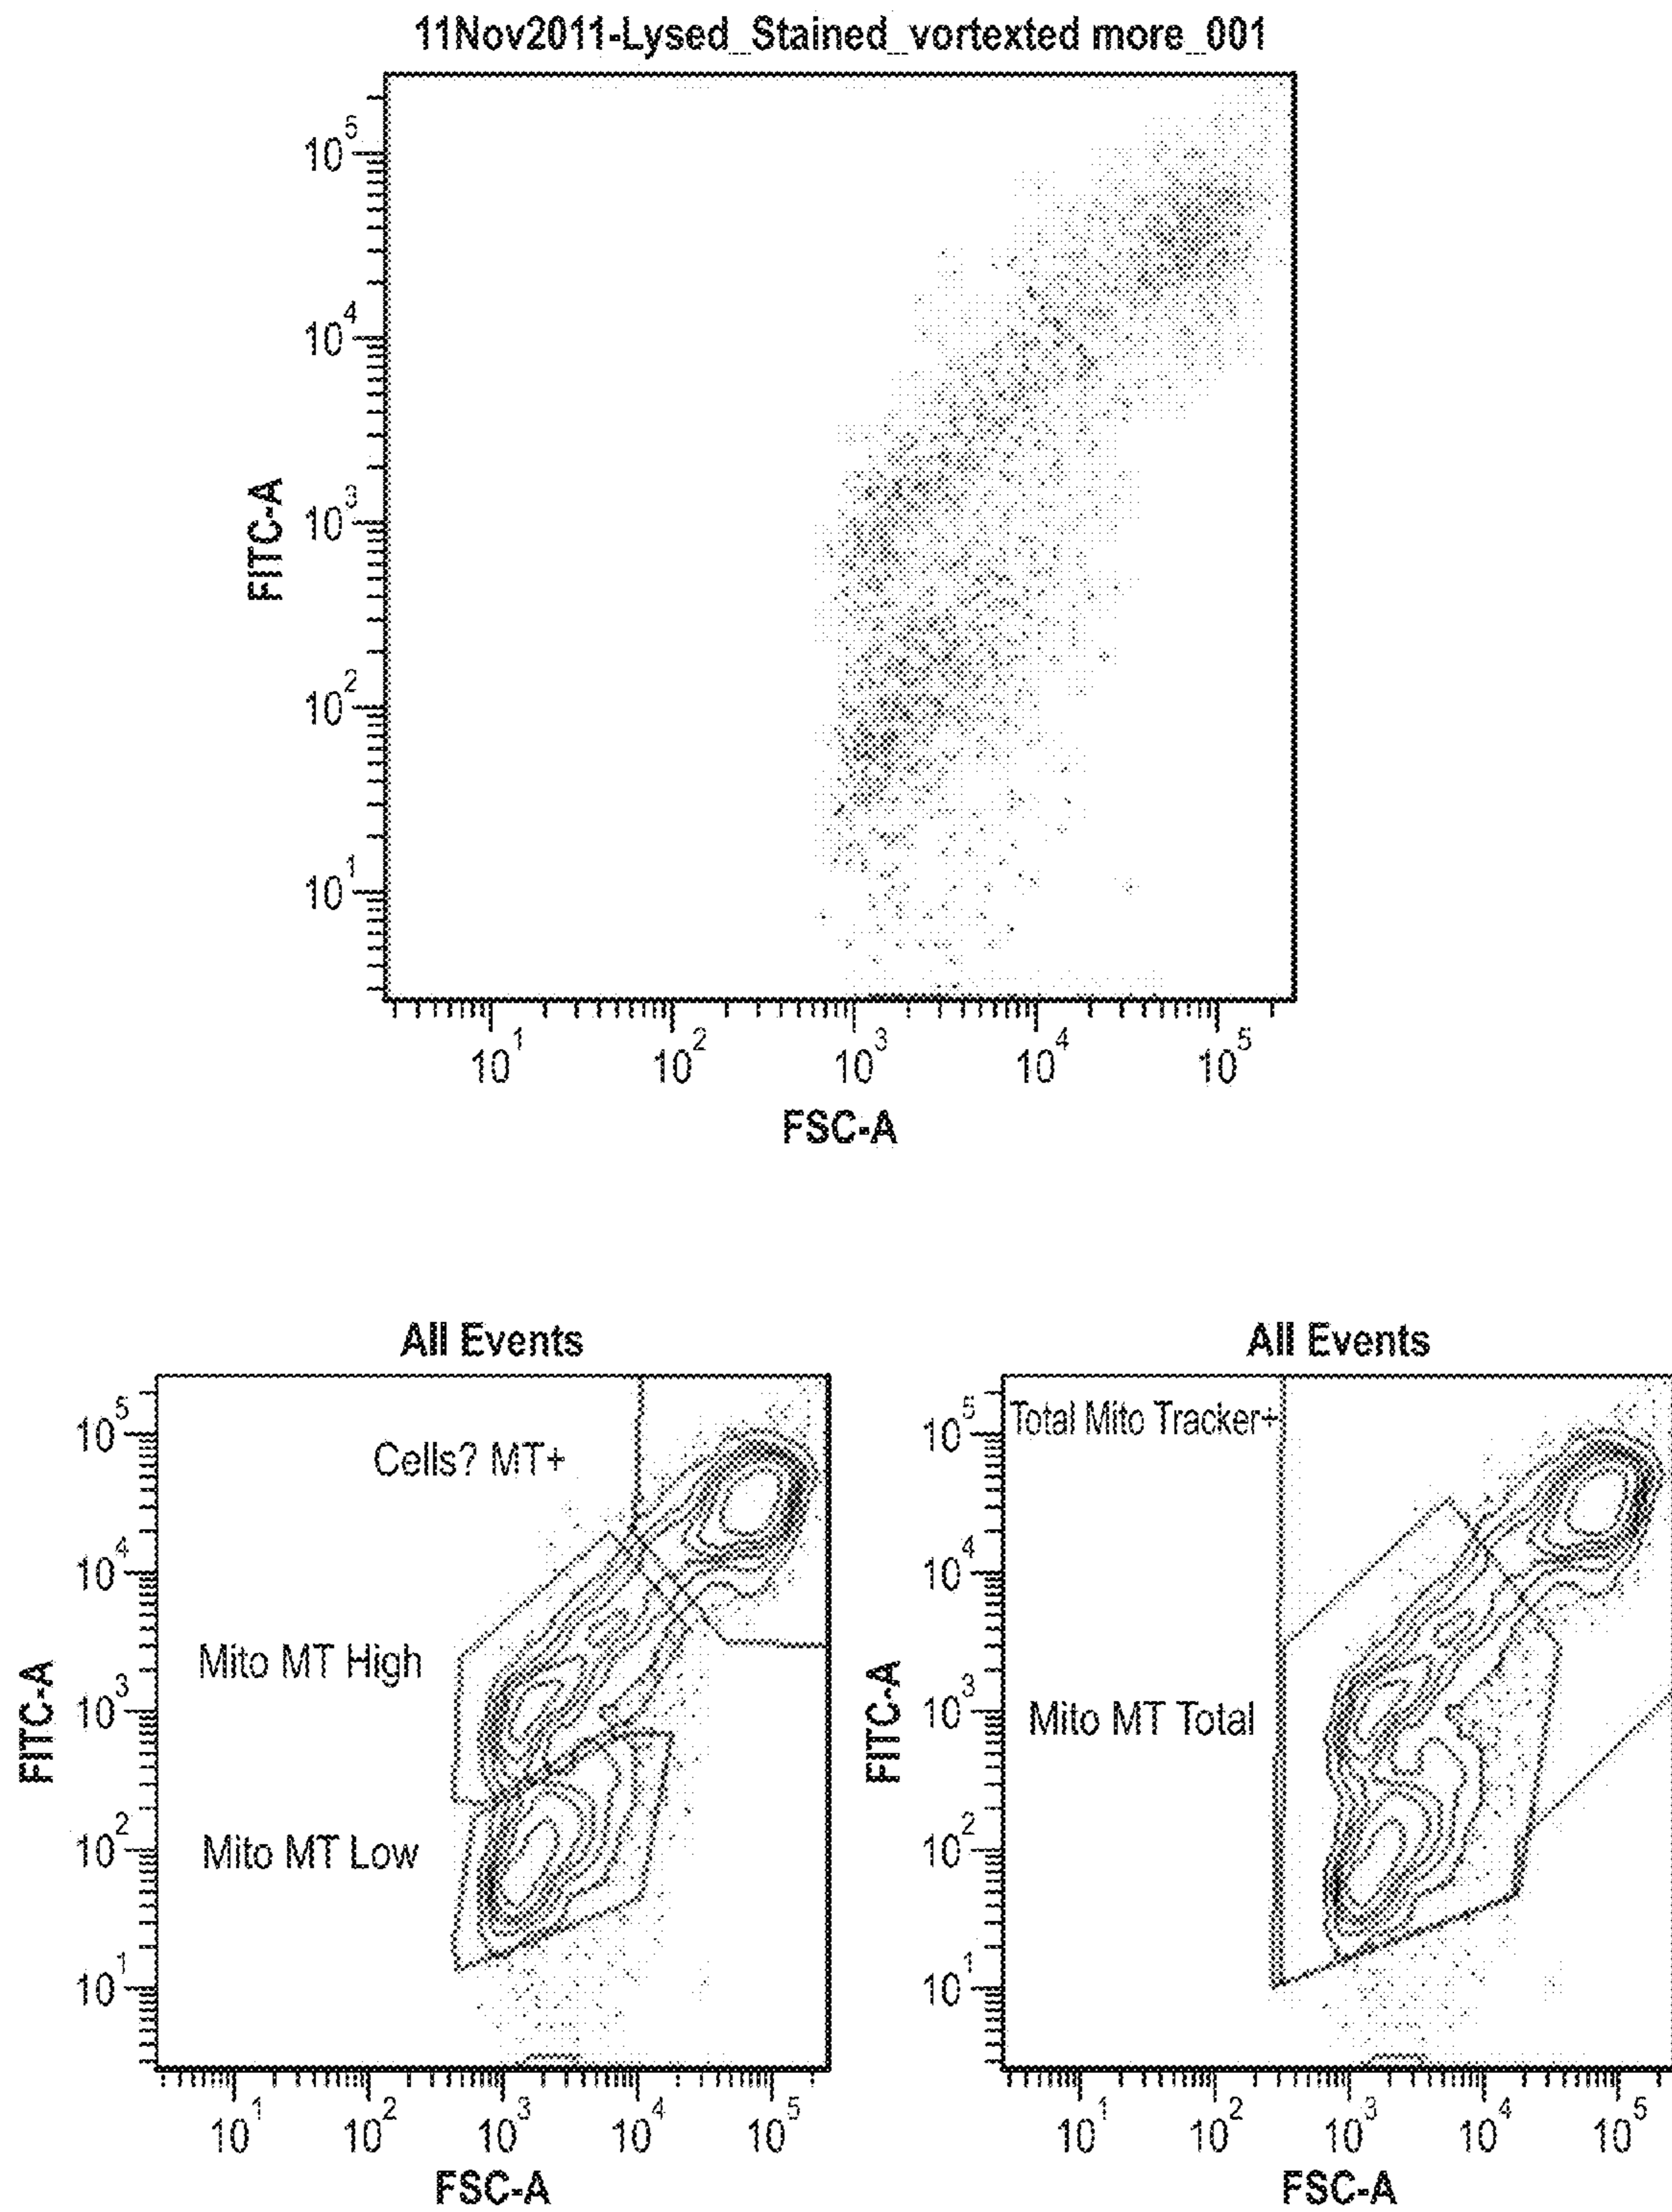 11Nov2011-Lysed_Stained_vortexted more_001
10^5
10^4
10^3
10^2
10^1
FITC-A
10^1 10^2 10^3 10^4 10^5
FSC-A
All Events
Cells? MT+
Mito MT High
Mito MT Low
10^5
10^4
10^3
10^2
10^1
FITC-A
10^1 10^2 10^3 10^4 10^5
FSC-A
All Events
Total Mito Tracker+
Mito MT Total
10^5
10^4
10^3
10^2
10^1
FITC-A
10^1 10^2 10^3 10^4 10^5
FSC-A